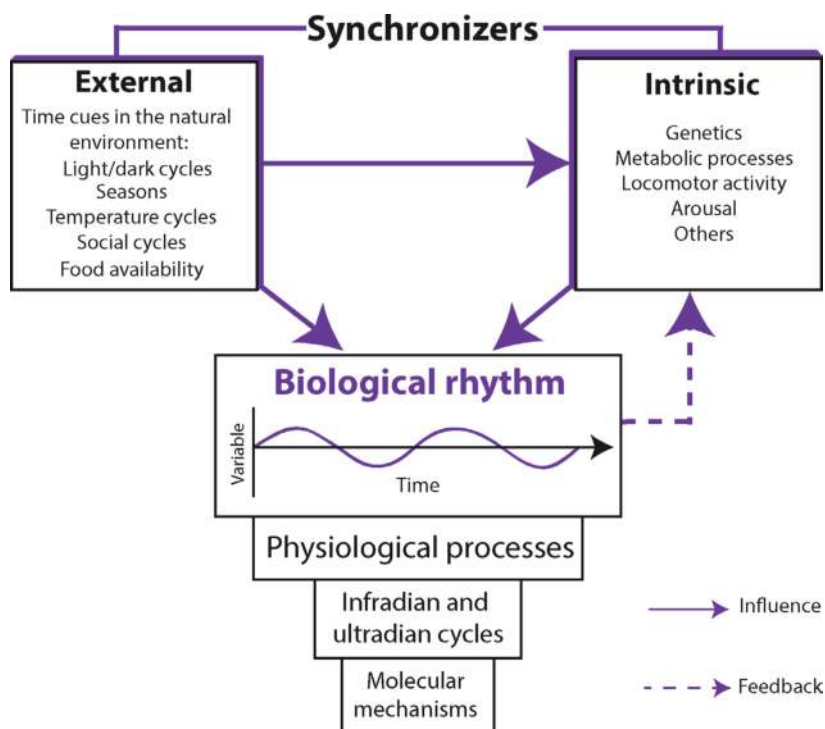 Synchronizers
External
Time cues in the natural
environment:
Light/dark cycles
Seasons
Temperature cycles
Social cycles
Food availability
Intrinsic
Genetics
Metabolic processes
Locomotor activity
Arousal
Others
Biological rhythm
Variable
Time
Physiological processes
Infradian and
ultradian cycles
Molecular
mechanisms
Influence
Feedback